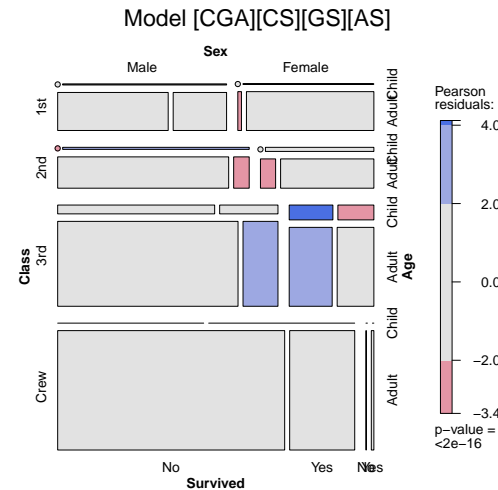 Model [CGA][CS][GS][AS]
Sex
Male Female
Pearson
residuals:
4.0
2.0
0.0
−2.0
−3.4
p−value =
<2e−16
Class
1st
2nd
3rd
Crew
Age
Child
Adult
Child
Adult
Child
Adult
Child
Adult
No Yes No Yes
Survived